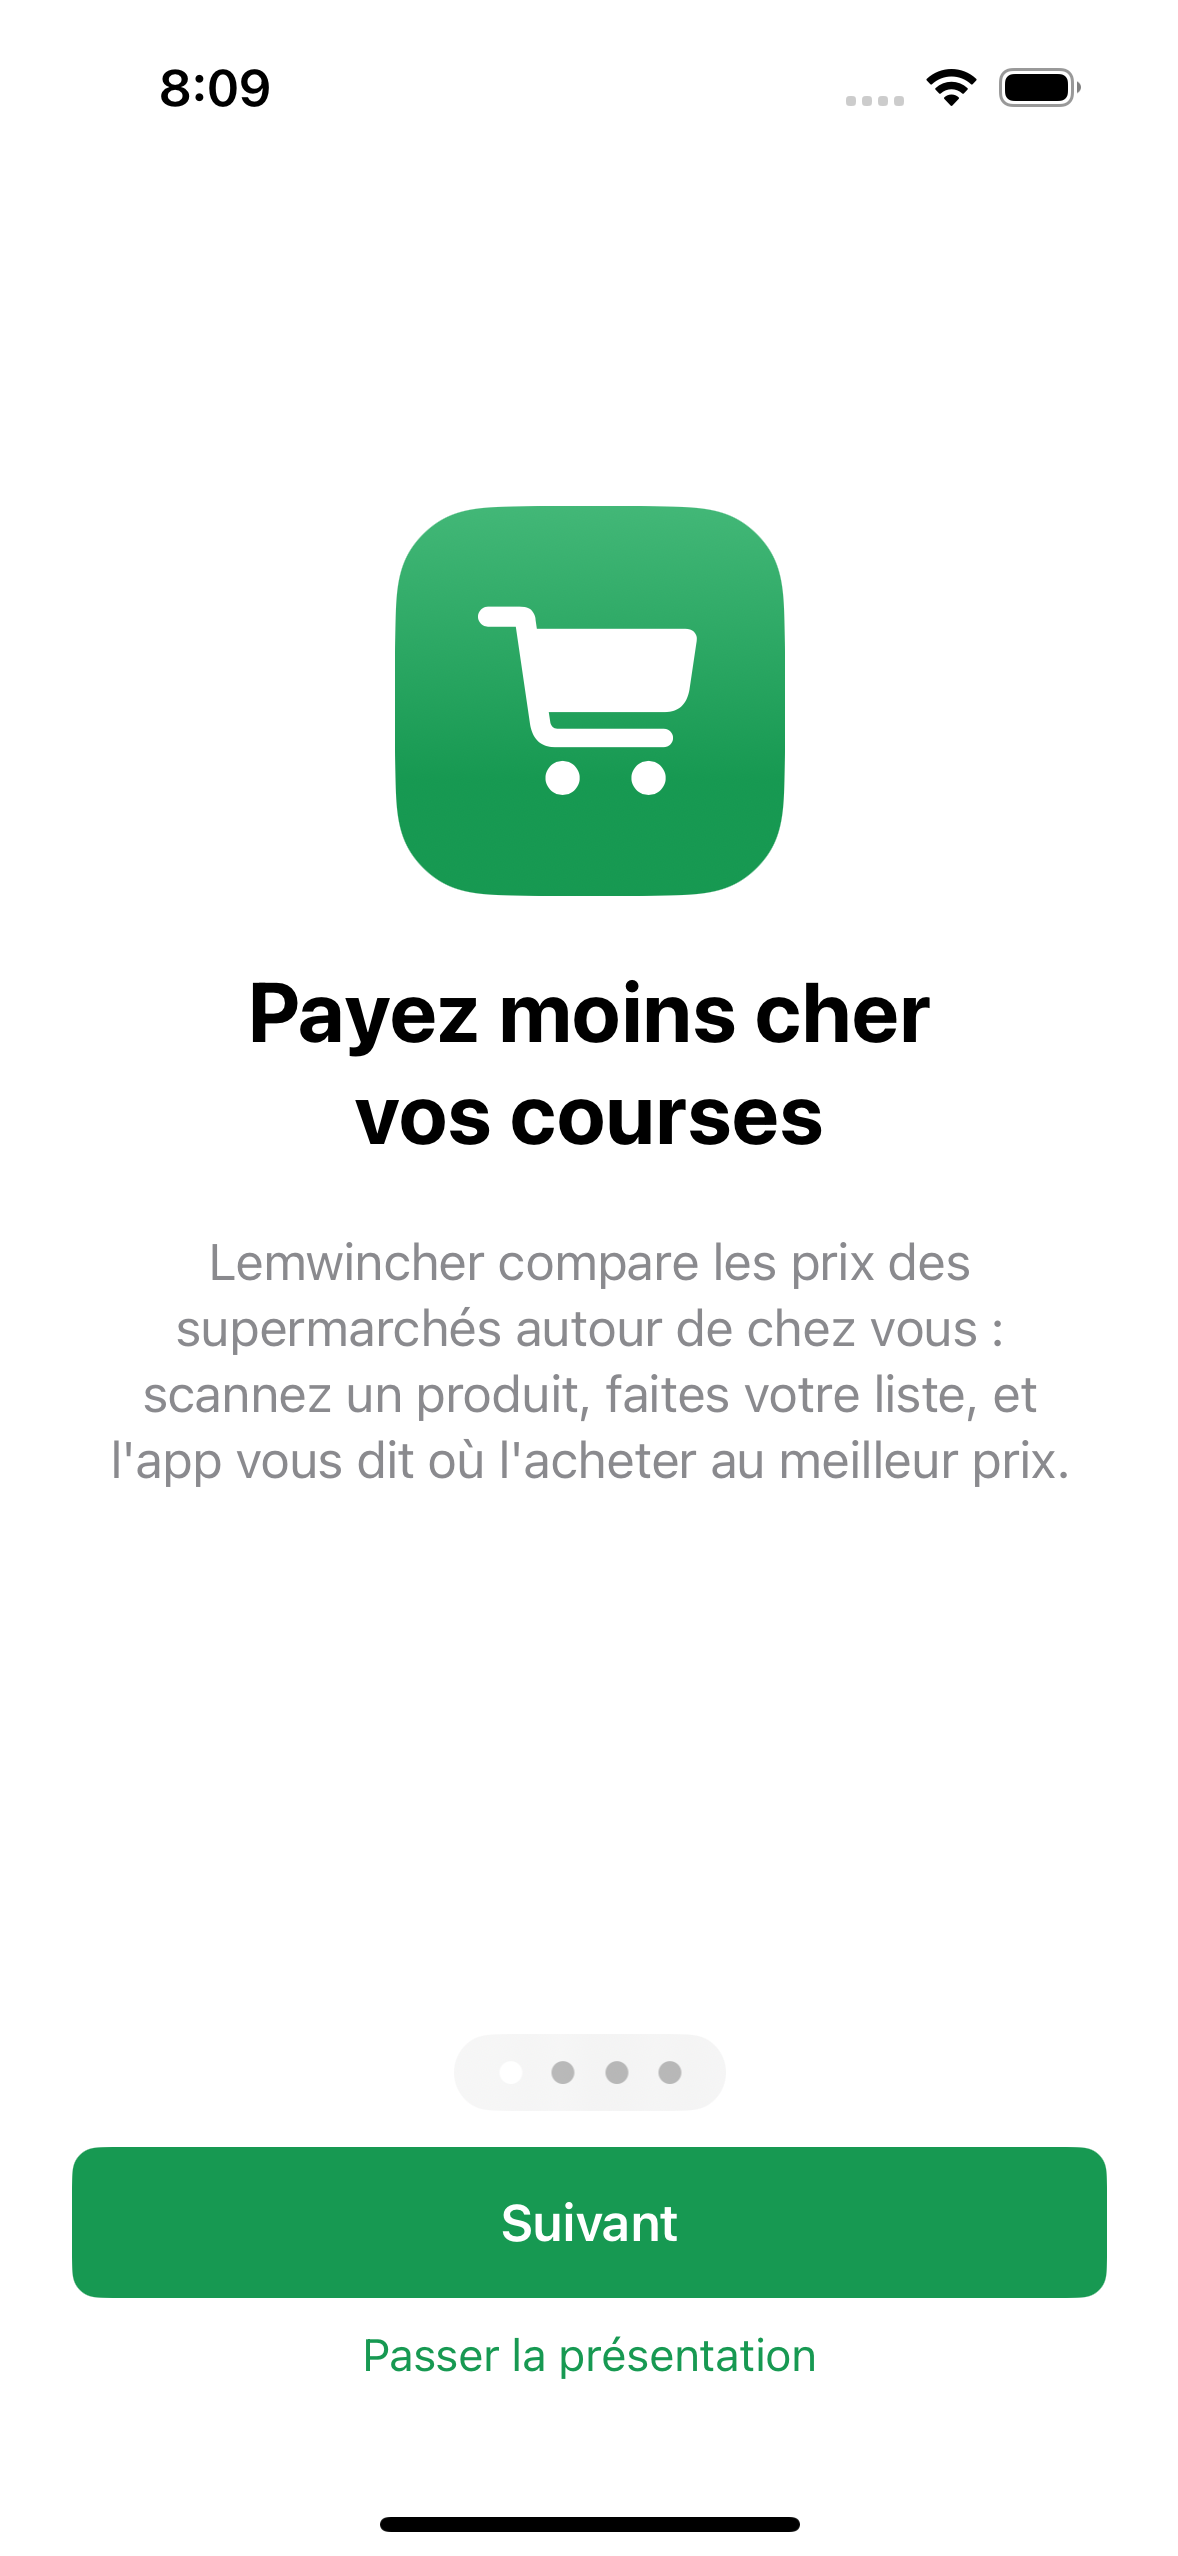 8:09
Payez moins cher
vos courses
Lemwincher compare les prix des
supermarchés autour de chez vous :
scannez un produit, faites votre liste, et
l'app vous dit où l'acheter au meilleur prix.
Suivant
Passer la présentation